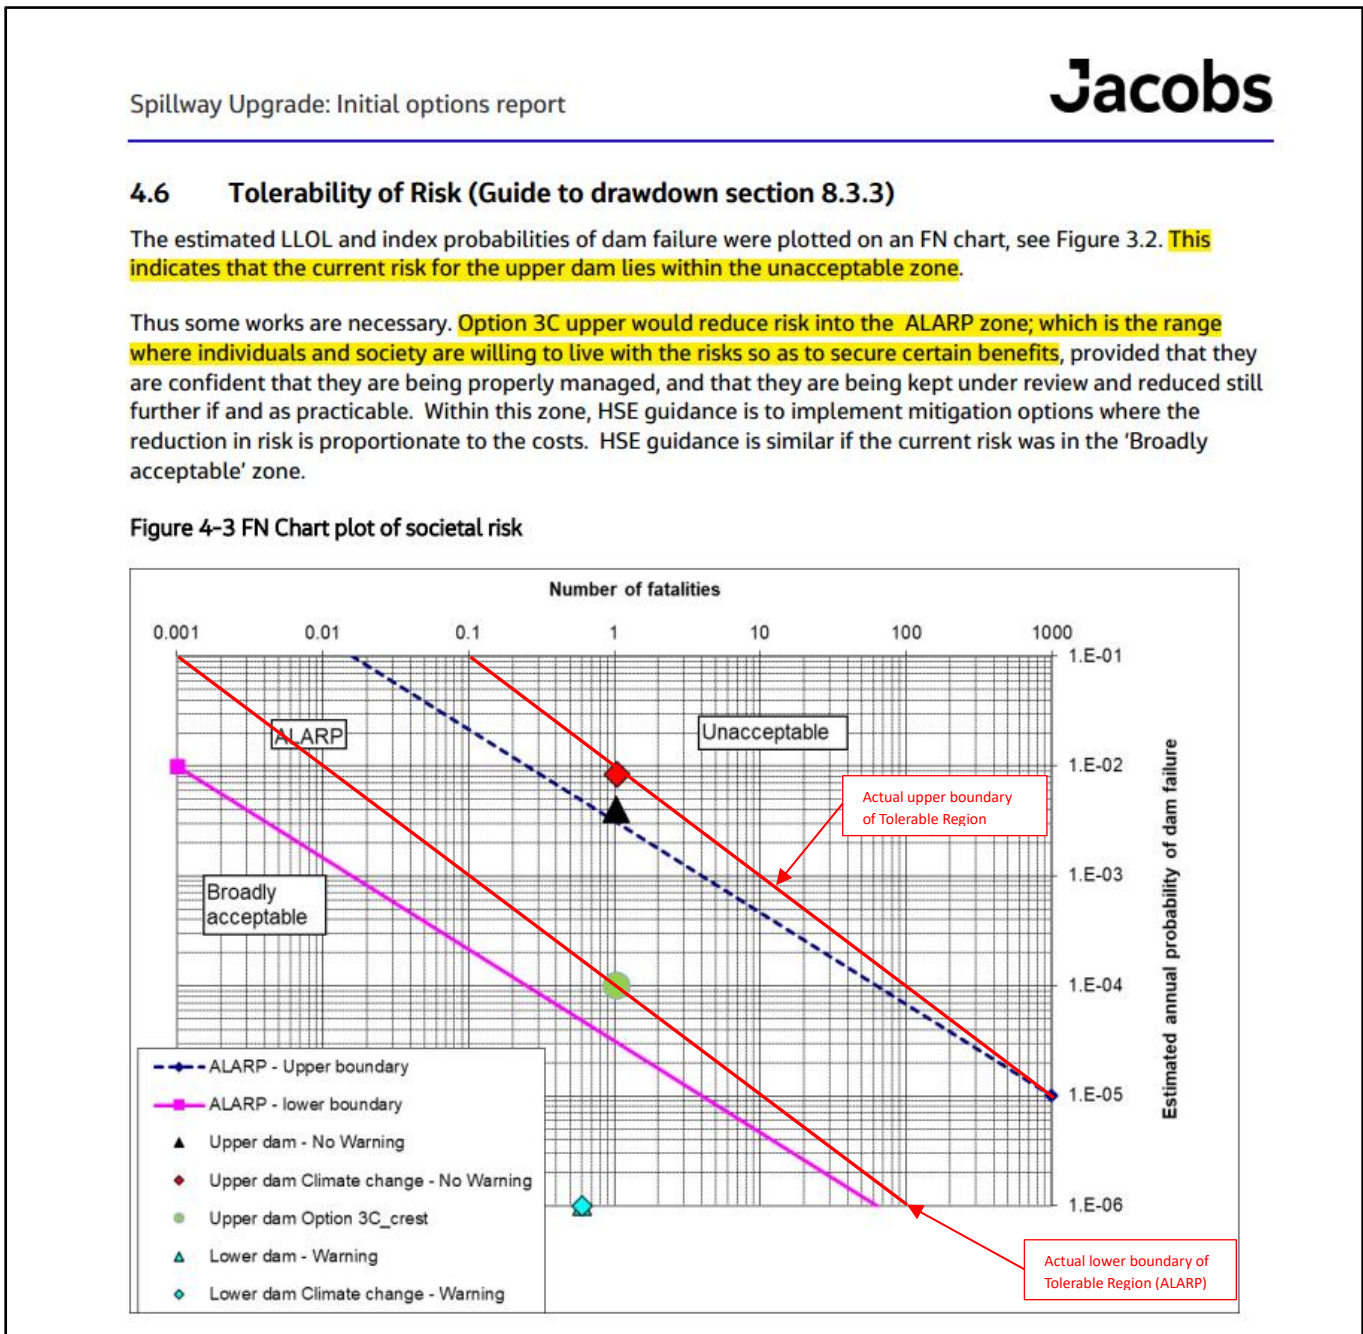 Jacobs
Spillway Upgrade: Initial options report
4.6 Tolerability of Risk (Guide to drawdown section 8.3.3)
The estimated LLOL and index probabilities of dam failure were plotted on an FN chart, see Figure 3.2. This
indicates that the current risk for the upper dam lies within the unacceptable zone.
Thus some works are necessary. Option 3C upper would reduce risk into the ALARP zone; which is the range
where individuals and society are willing to live with the risks so as to secure certain benefits, provided that they
are confident that they are being properly managed, and that they are being kept under review and reduced still
further if and as practicable. Within this zone, HSE guidance is to implement mitigation options where the
reduction in risk is proportionate to the costs. HSE guidance is similar if the current risk was in the 'Broadly
acceptable' zone.
Figure 4-3 FN Chart plot of societal risk
Number of fatalities
0.001 0.01 0.1 1 10 100 1000
1.E-01
ALARP
Unacceptable
1.E-02
Actual upper boundary
of Tolerable Region
1.E-03
Broadly
acceptable
1.E-04
1.E-05
1.E-06
Estimated annual probability of dam failure
ALARP - Upper boundary
ALARP - lower boundary
Upper dam - No Warning
Upper dam Climate change - No Warning
Upper dam Option 3C_crest
Lower dam - Warning
Lower dam Climate change - Warning
Actual lower boundary of
Tolerable Region (ALARP)